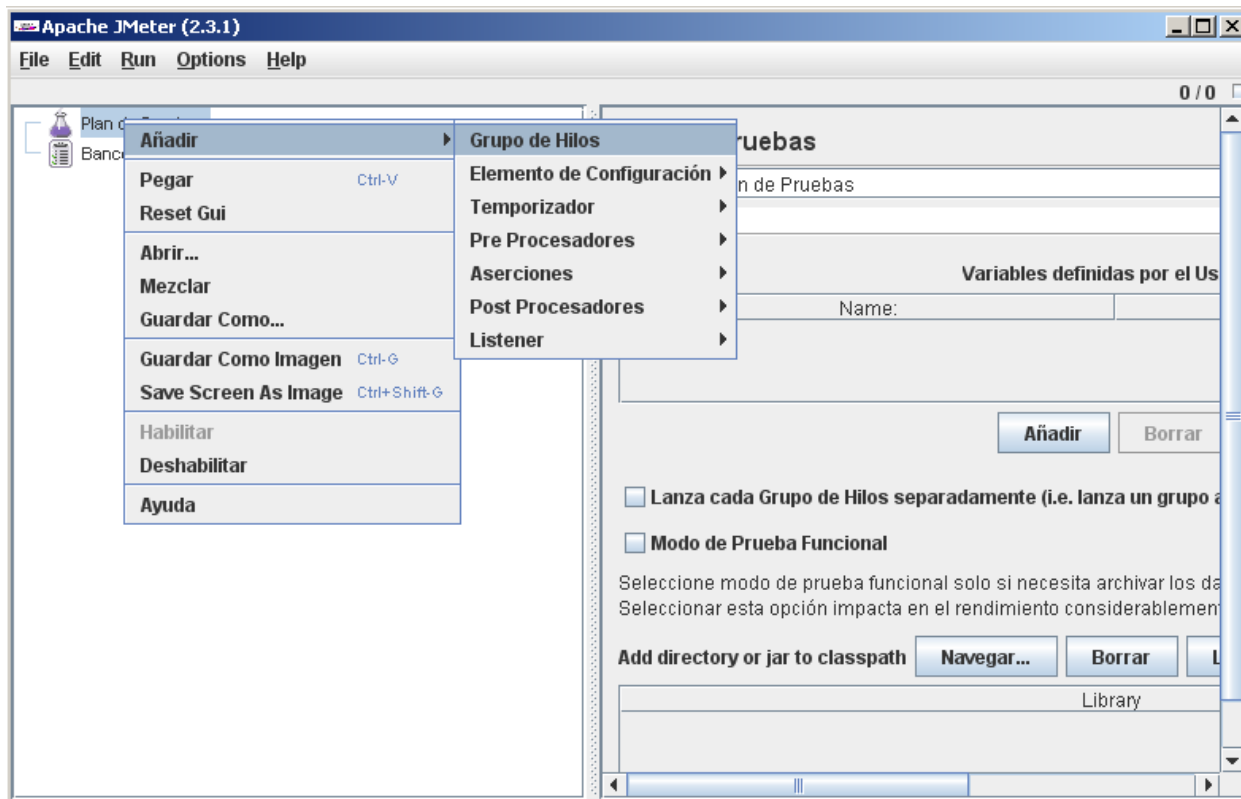 Apache JMeter (2.3.1)
File Edit Run Options Help
0 / 0
Plan d
Banc
Añadir
Pegar Ctrl-V
Reset Gui
Abrir...
Mezclar
Guardar Como...
Guardar Como Imagen Ctrl-G
Save Screen As Image Ctrl+Shift-G
Habilitar
Deshabilitar
Ayuda
Grupo de Hilos
Elemento de Configuración
Temporizador
Pre Procesadores
Aserciones
Post Procesadores
Listener
ruebas
n de Pruebas
Variables definidas por el Us
Name:
Añadir Borrar
Lanza cada Grupo de Hilos separadamente (i.e. lanza un grupo a
Modo de Prueba Funcional
Seleccione modo de prueba funcional solo si necesita archivar los da
Seleccionar esta opción impacta en el rendimiento considerablemen
Add directory or jar to classpath Navegar... Borrar L
Library